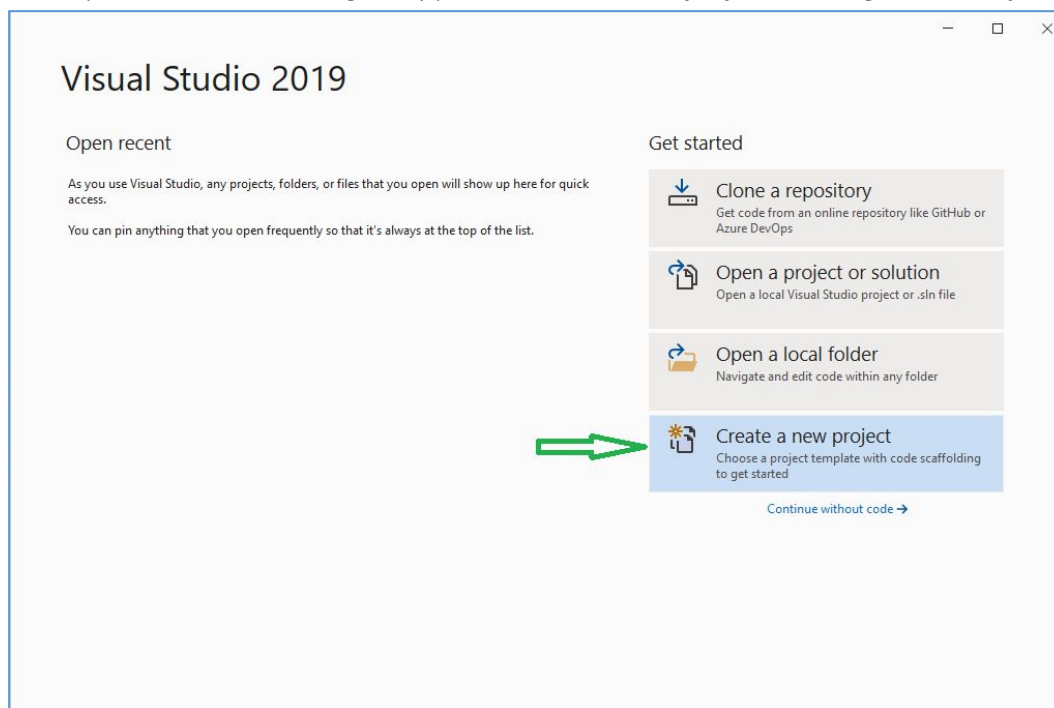 Visual Studio 2019
Open recent
As you use Visual Studio, any projects, folders, or files that you open will show up here for quick
access.
You can pin anything that you open frequently so that it's always at the top of the list.
Get started
Clone a repository
Get code from an online repository like GitHub or
Azure DevOps
Open a project or solution
Open a local Visual Studio project or .sln file
Open a local folder
Navigate and edit code within any folder
Create a new project
Choose a project template with code scaffolding
to get started
Continue without code →